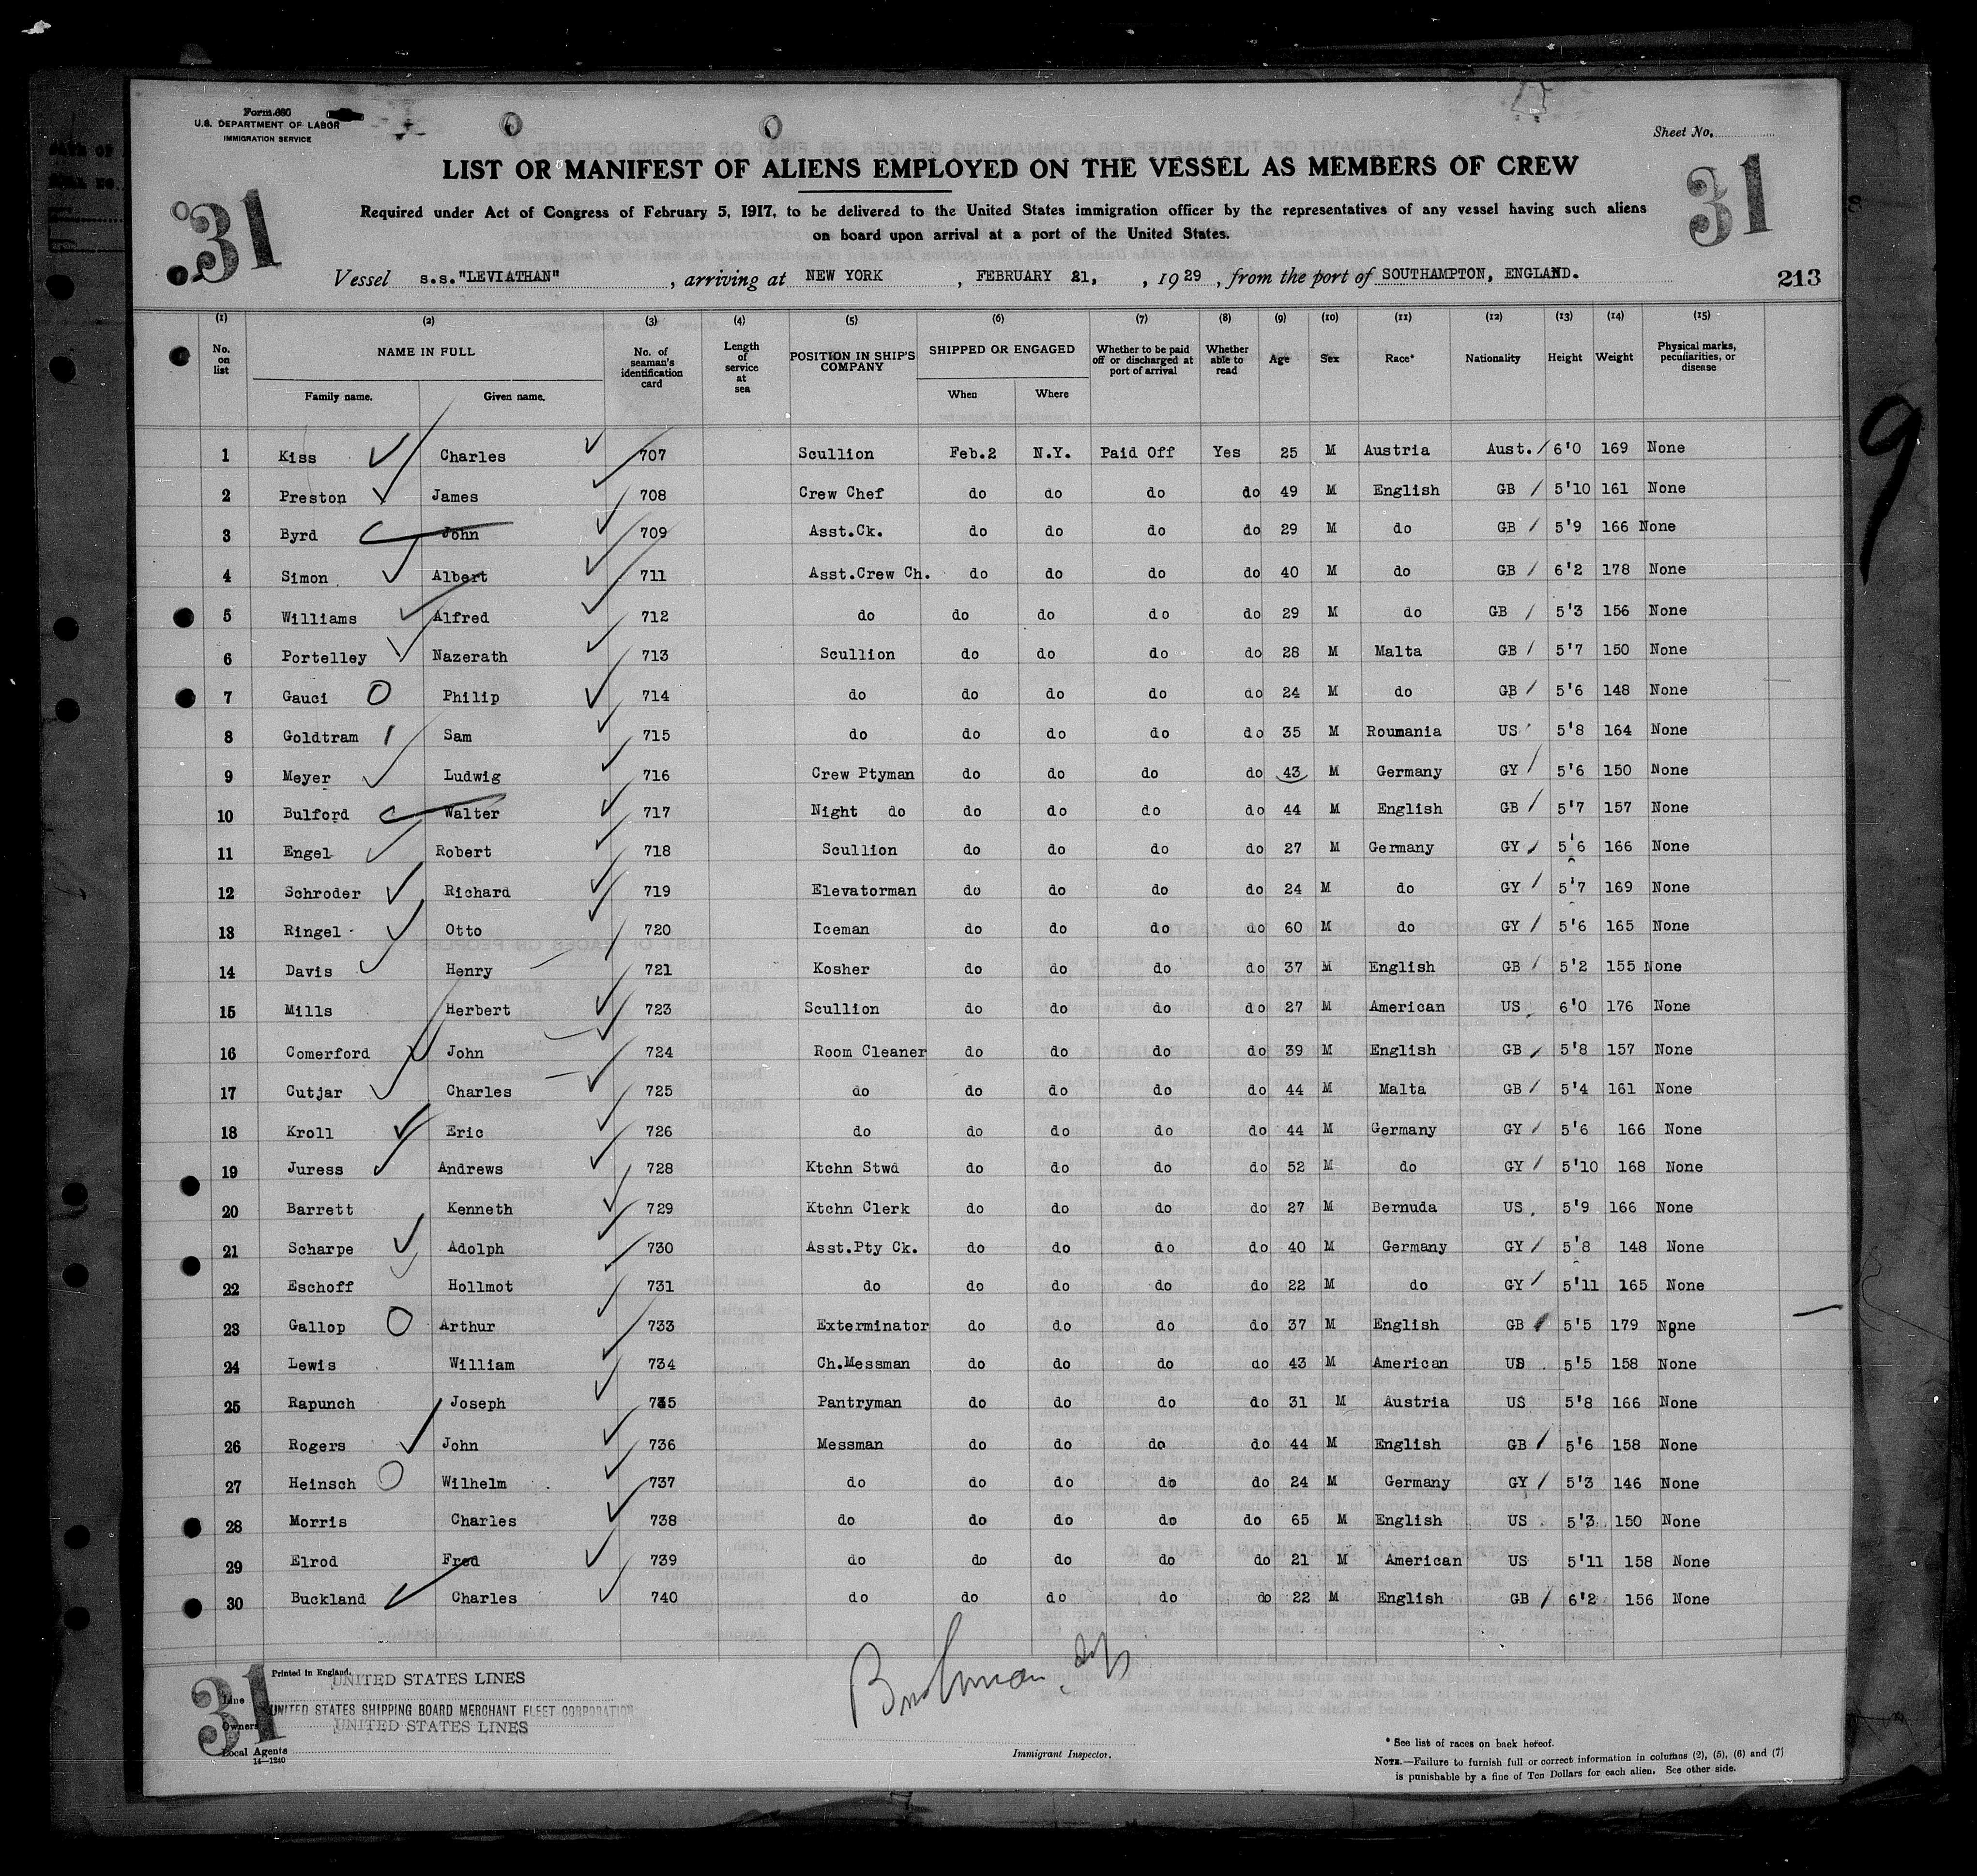 Form 680
U.S. DEPARTMENT OF LABOR
IMMIGRATION SERVICE
Sheet No.
LIST OR MANIFEST OF ALIENS EMPLOYED ON THE VESSEL AS MEMBERS OF CREW
31 31
Required under Act of Congress of February 5, 1917, to be delivered to the United States immigration officer by the representatives of any vessel having such aliens
on board upon arrival at a port of the United States.
Vessel s.s."LEVIATHAN", arriving at NEW YORK, FEBRUARY 21, , 1929, from the port of SOUTHAMPTON, ENGLAND. 213
(1) (2) (3) (4) (5) (6) (7) (8) (9) (10) (11) (12) (13) (14) (15)
No. on list NAME IN FULL Family name. Given name. No. of seaman's identification card Length of service at sea POSITION IN SHIP'S COMPANY SHIPPED OR ENGAGED When Where Whether to be paid off or discharged at port of arrival Whether able to read Age Sex Race* Nationality Height Weight Physical marks, peculiarities, or disease
1 Kiss Charles 707 Scullion Feb.2 N.Y. Paid Off Yes 25 M Austria Aust. 6'0 169 None
2 Preston James 708 Crew Chef do do do do 49 M English GB 5'10 161 None
3 Byrd John 709 Asst.Ck. do do do do 29 M do GB 5'9 166 None
4 Simon Albert 711 Asst.Crew Ch. do do do do 40 M do GB 6'2 178 None
5 Williams Alfred 712 do do do do do 29 M do GB 5'3 156 None
6 Portelley Nazerath 713 Scullion do do do do 28 M Malta GB 5'7 150 None
7 Gauci Philip 714 do do do do do 24 M do GB 5'6 148 None
8 Goldtram Sam 715 do do do do do 35 M Roumania US 5'8 164 None
9 Meyer Ludwig 716 Crew Ptyman do do do do 43 M Germany GY 5'6 150 None
10 Bulford Walter 717 Night do do do do do 44 M English GB 5'7 157 None
11 Engel Robert 718 Scullion do do do do 27 M Germany GY 5'6 166 None
12 Schroder Richard 719 Elevatorman do do do do 24 M do GY 5'7 169 None
13 Ringel Otto 720 Iceman do do do do 60 M do GY 5'6 165 None
14 Davis Henry 721 Kosher do do do do 37 M English GB 5'2 155 None
15 Mills Herbert 723 Scullion do do do do 27 M American US 6'0 176 None
16 Comerford John 724 Room Cleaner do do do do 39 M English GB 5'8 157 None
17 Cutjar Charles 725 do do do do do 44 M Malta GB 5'4 161 None
18 Kroll Eric 726 do do do do do 44 M Germany GY 5'6 166 None
19 Juress Andrews 728 Ktchn Stwd do do do do 52 M do GY 5'10 168 None
20 Barrett Kenneth 729 Ktchn Clerk do do do do 27 M Bernuda US 5'9 166 None
21 Scharpe Adolph 730 Asst.Pty Ck. do do do do 40 M Germany GY 5'8 148 None
22 Eschoff Hollmot 731 do do do do do 22 M do GY 5'11 165 None
23 Gallop Arthur 733 Exterminator do do do do 37 M English GB 5'5 179 None
24 Lewis William 734 Ch.Messman do do do do 43 M American US 5'5 158 None
25 Rapunch Joseph 735 Pantryman do do do do 31 M Austria US 5'8 166 None
26 Rogers John 736 Messman do do do do 44 M English GB 5'6 158 None
27 Heinsch Wilhelm 737 do do do do do 24 M Germany GY 5'3 146 None
28 Morris Charles 738 do do do do do 65 M English US 5'3 150 None
29 Elrod Fred 739 do do do do do 21 M American US 5'11 158 None
30 Buckland Charles 740 do do do do do 22 M English GB 6'2 156 None
9
31
Printed in England.
Line UNITED STATES LINES
Owners UNITED STATES SHIPPING BOARD MERCHANT FLEET CORPORATION
Local Agents UNITED STATES LINES
14—1240
Immigrant Inspector.
* See list of races on back hereof.
NOTE.—Failure to furnish full or correct information in columns (2), (5), (6) and (7)
is punishable by a fine of Ten Dollars for each alien. See other side.